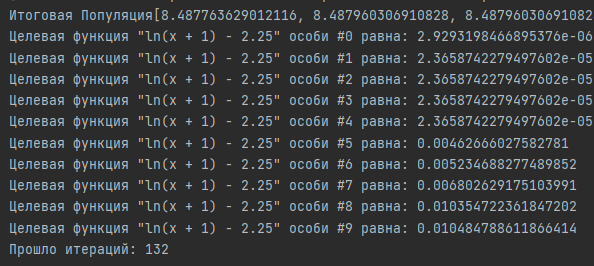 Итоговая Популяция[8.487763629012116, 8.487960306910828, 8.48796030691082
Целевая функция "ln(x + 1) - 2.25" особи #0 равна: 2.9293198466895376e-06
Целевая функция "ln(x + 1) - 2.25" особи #1 равна: 2.3658742279497602e-05
Целевая функция "ln(x + 1) - 2.25" особи #2 равна: 2.3658742279497602e-05
Целевая функция "ln(x + 1) - 2.25" особи #3 равна: 2.3658742279497602e-05
Целевая функция "ln(x + 1) - 2.25" особи #4 равна: 2.3658742279497602e-05
Целевая функция "ln(x + 1) - 2.25" особи #5 равна: 0.00462666027582781
Целевая функция "ln(x + 1) - 2.25" особи #6 равна: 0.005234688277489852
Целевая функция "ln(x + 1) - 2.25" особи #7 равна: 0.006802629175103991
Целевая функция "ln(x + 1) - 2.25" особи #8 равна: 0.010354722361847202
Целевая функция "ln(x + 1) - 2.25" особи #9 равна: 0.010484788611866414
Прошло итераций: 132